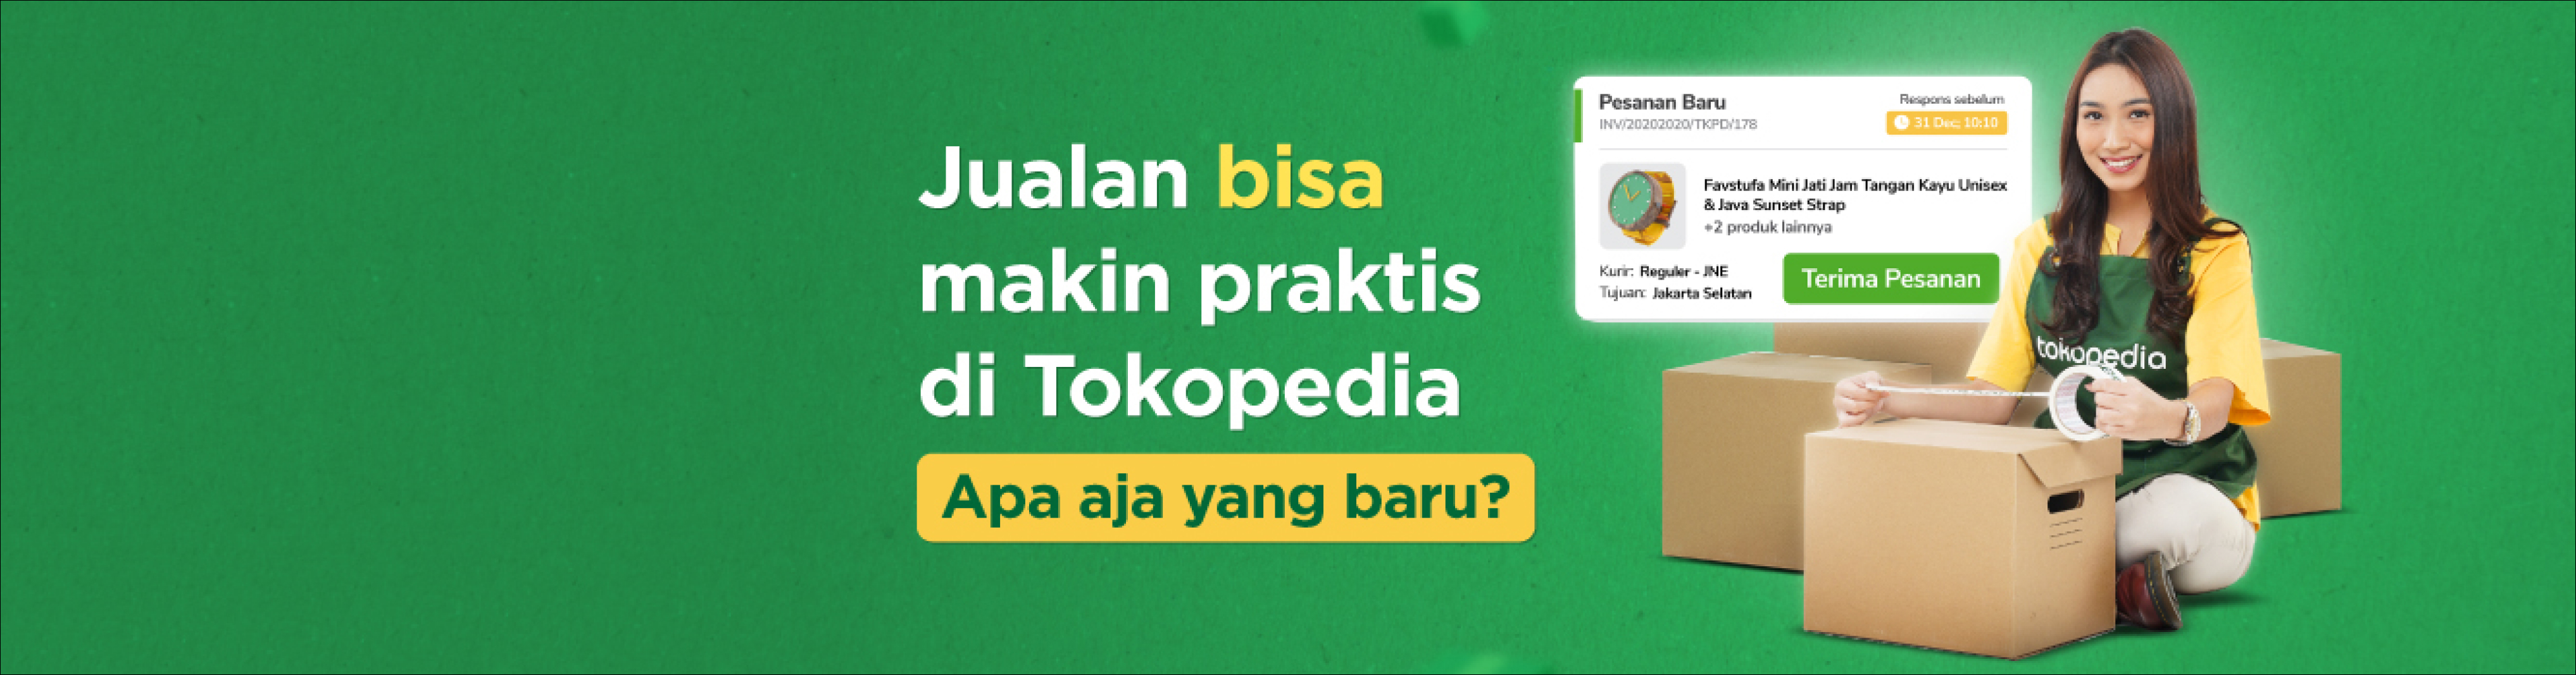 Jualan bisa
makin praktis
di Tokopedia
Apa aja yang baru?
Pesanan Baru
INV/20202020/TKPD/178
Respons sebelum
31 Dec; 10:10
Favstufa Mini Jati Jam Tangan Kayu Unisex
& Java Sunset Strap
+2 produk lainnya
Kurir: Reguler - JNE
Tujuan: Jakarta Selatan
Terima Pesanan
tokopedia